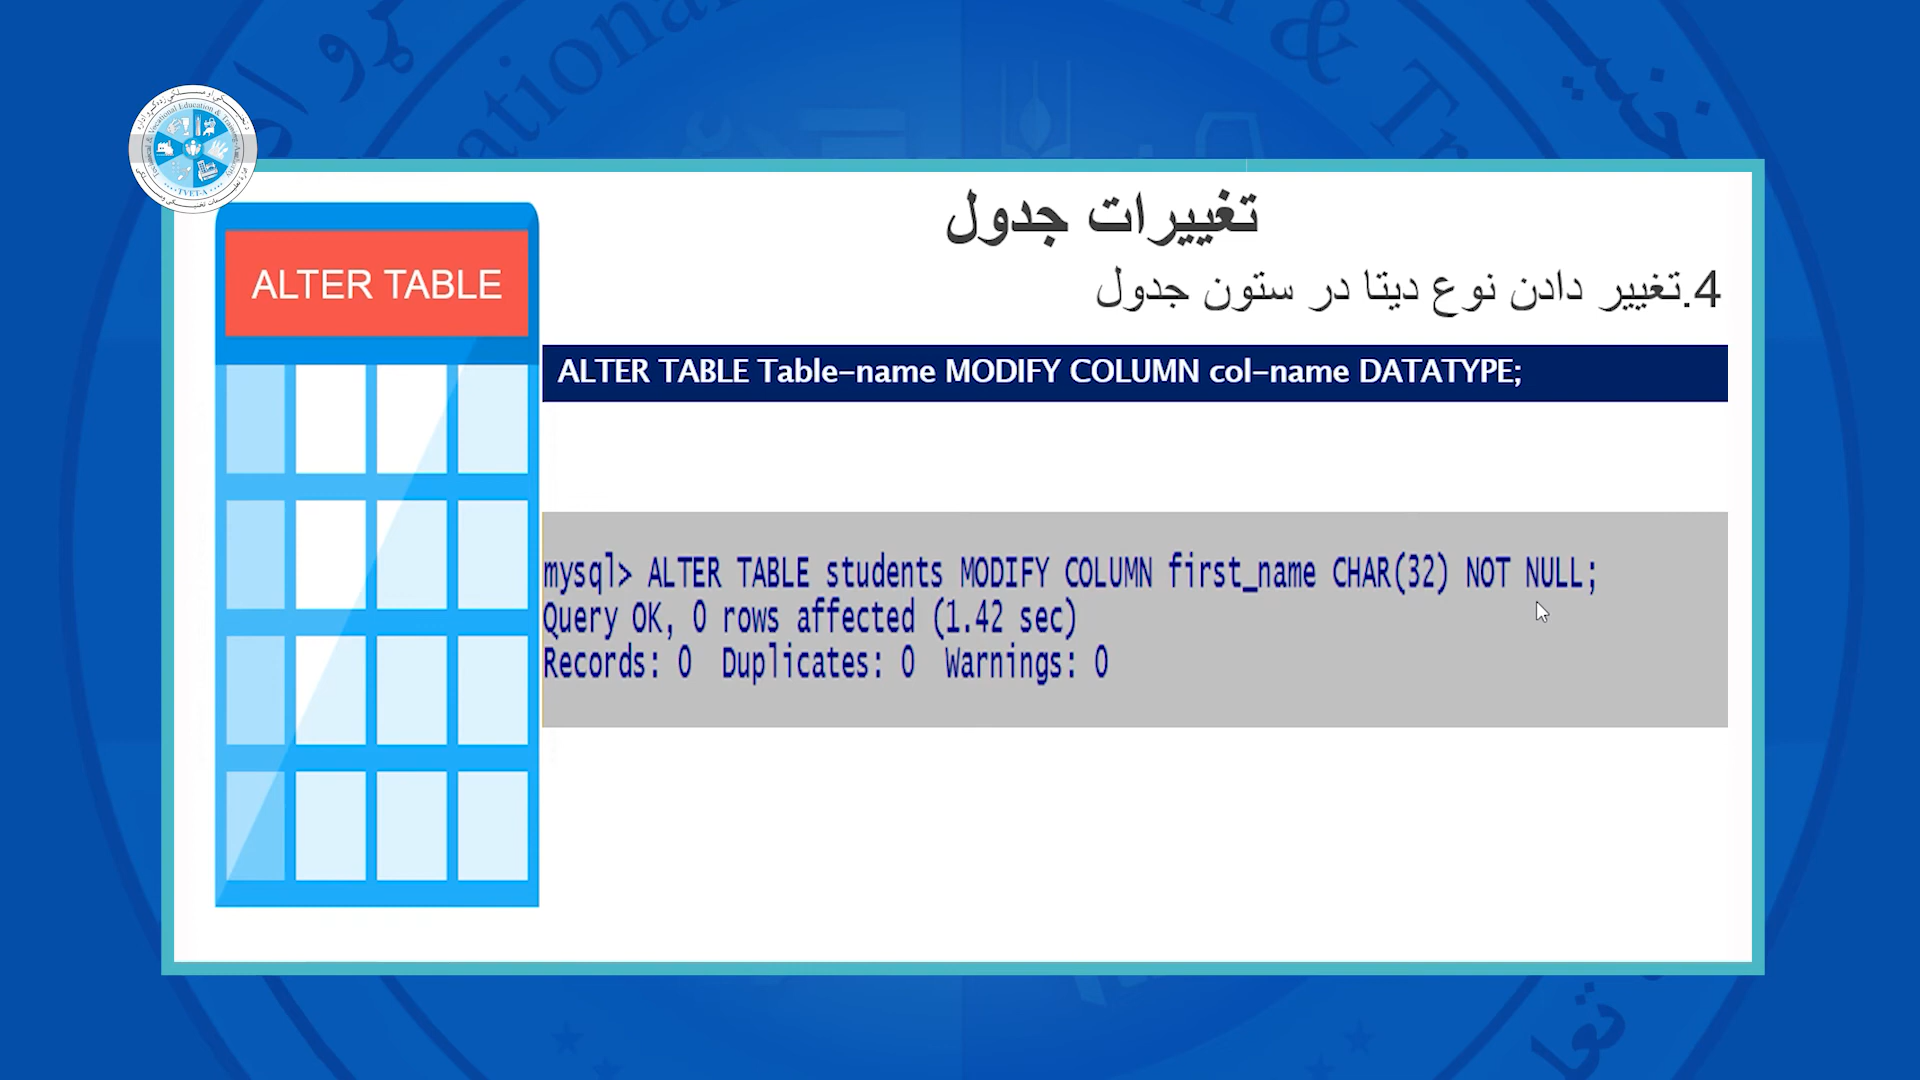 تغییرات جدول
4.تغییر دادن نوع دیتا در ستون جدول
ALTER TABLE
ALTER TABLE Table-name MODIFY COLUMN col-name DATATYPE;
mysql> ALTER TABLE students MODIFY COLUMN first_name CHAR(32) NOT NULL;
Query OK, 0 rows affected (1.42 sec)
Records: 0  Duplicates: 0  Warnings: 0
TVET-A